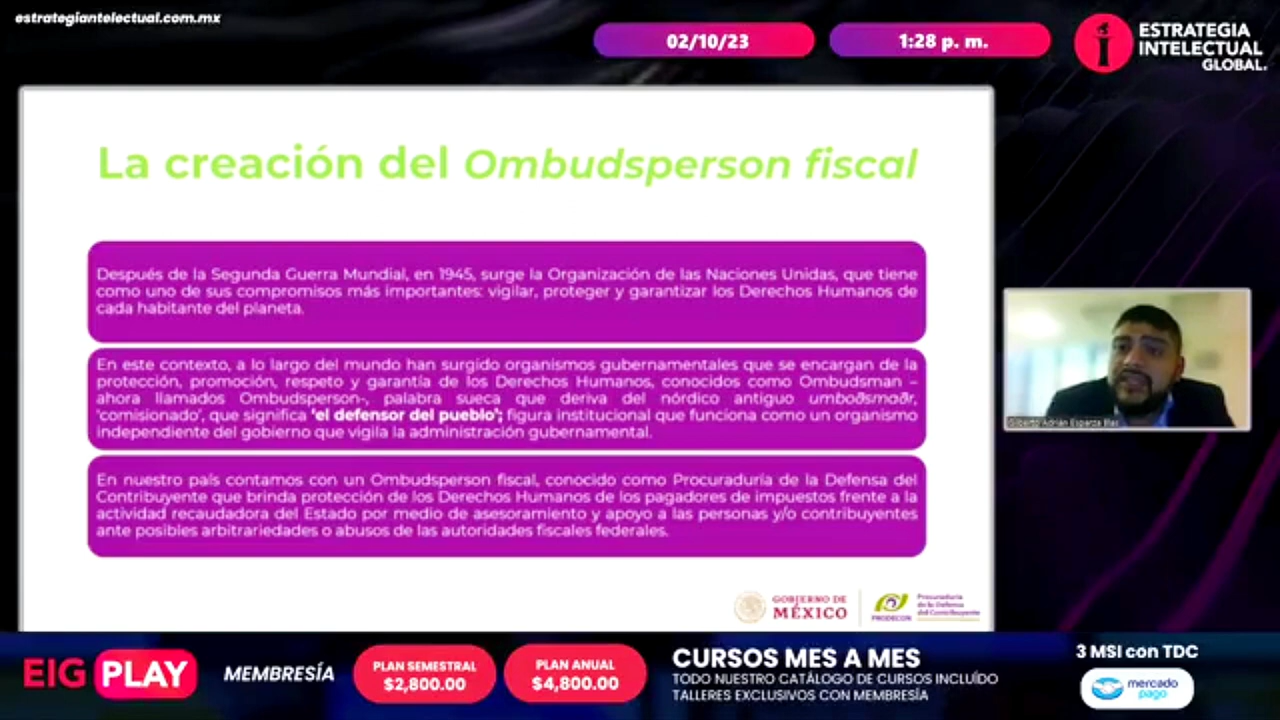 estrategiantelectual.com.mx
02/10/23
1:28 p. m.
ESTRATEGIA
INTELECTUAL
GLOBAL.
La creación del Ombudsperson fiscal
Después de la Segunda Guerra Mundial, en 1945, surge la Organización de las Naciones Unidas, que tiene
como uno de sus compromisos más importantes: vigilar, proteger y garantizar los Derechos Humanos de
cada habitante del planeta.
En este contexto, a lo largo del mundo han surgido organismos gubernamentales que se encargan de la
protección, promoción, respeto y garantía de los Derechos Humanos, conocidos como Ombudsman –
ahora llamados Ombudsperson-, palabra sueca que deriva del nórdico antiguo umboðsmaðr,
'comisionado', que significa 'el defensor del pueblo'; figura institucional que funciona como un organismo
independiente del gobierno que vigila la administración gubernamental.
En nuestro país contamos con un Ombudsperson fiscal, conocido como Procuraduría de la Defensa del
Contribuyente que brinda protección de los Derechos Humanos de los pagadores de impuestos frente a la
actividad recaudadora del Estado por medio de asesoramiento y apoyo a las personas y/o contribuyentes
ante posibles arbitrariedades o abusos de las autoridades fiscales federales.
Gilberto Adrián Esparza
GOBIERNO DE
MÉXICO
PRODECON
Procuraduría
de la Defensa
del Contribuyente
EIG PLAY
MEMBRESÍA
PLAN SEMESTRAL
$2,800.00
PLAN ANUAL
$4,800.00
CURSOS MES A MES
TODO NUESTRO CATÁLOGO DE CURSOS INCLUÍDO
TALLERES EXCLUSIVOS CON MEMBRESÍA
3 MSI con TDC
mercado
pago